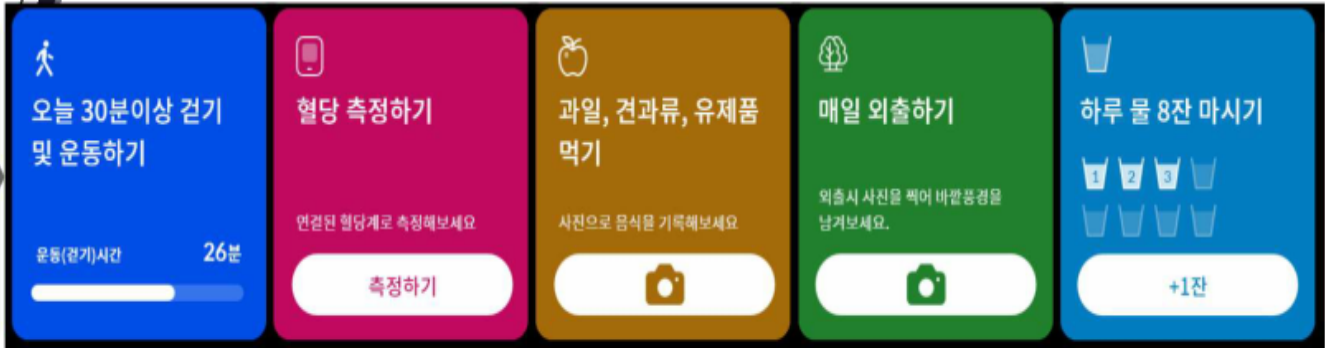 오늘 30분이상 걷기
및 운동하기
운동(걷기)시간 26분
혈당 측정하기
연결된 혈당계로 측정해보세요
측정하기
과일, 견과류, 유제품
먹기
사진으로 음식을 기록해보세요
매일 외출하기
외출시 사진을 찍어 바깥풍경을
남겨보세요.
하루 물 8잔 마시기
1 2 3
+1잔